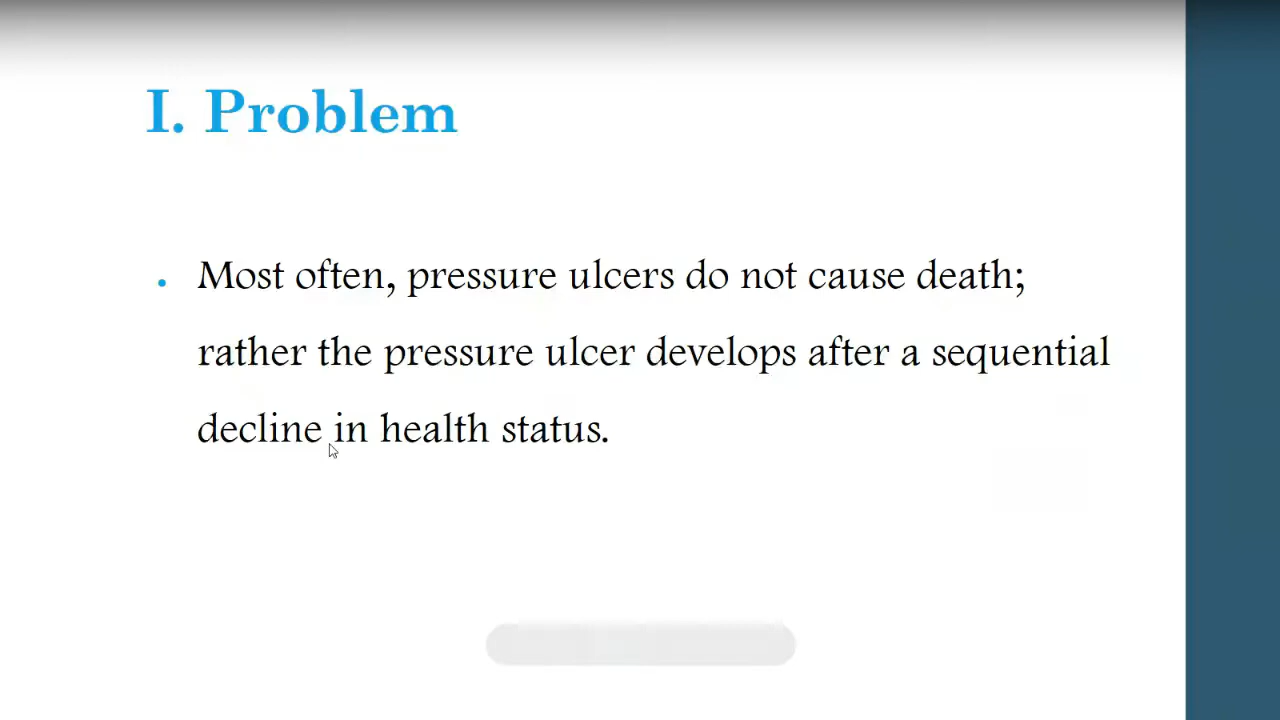 I. Problem
• Most often, pressure ulcers do not cause death;
rather the pressure ulcer develops after a sequential
decline in health status.